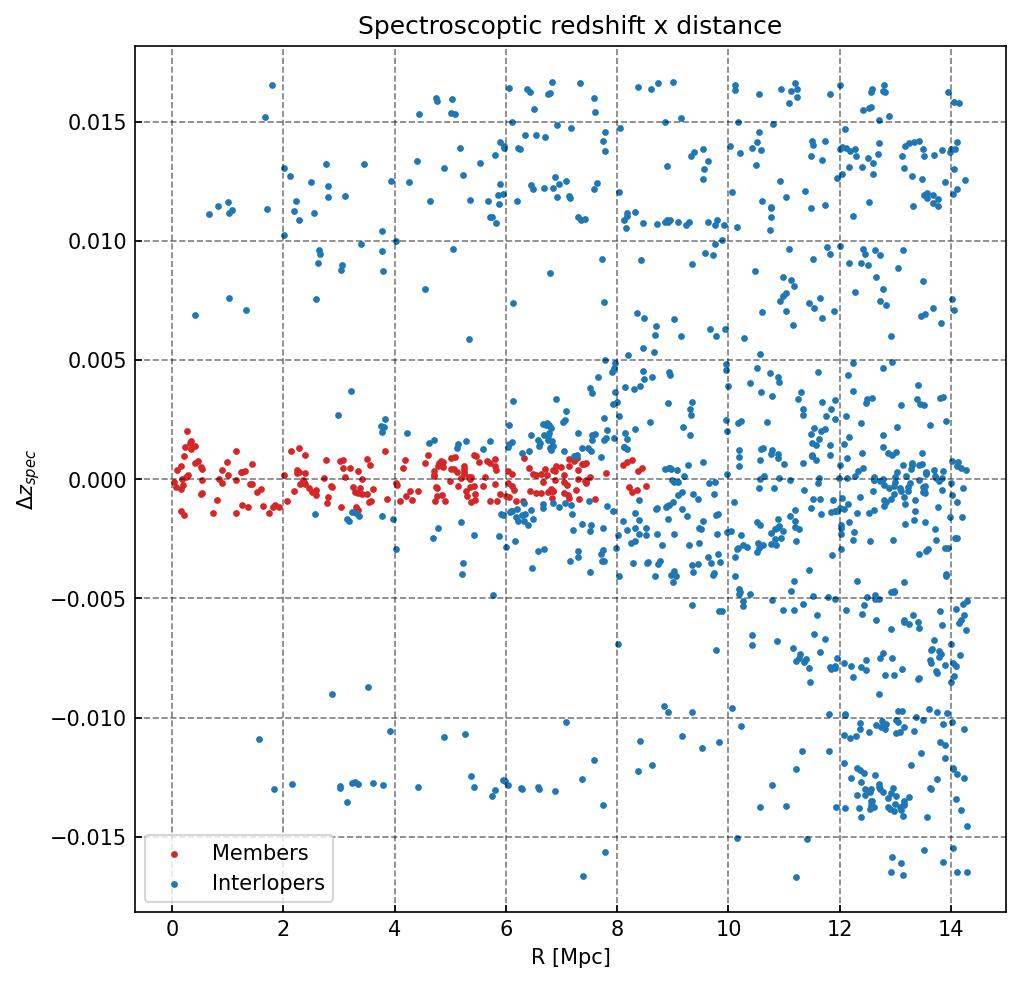 Spectroscoptic redshift x distance
0.015
0.010
0.005
0.000
−0.005
−0.010
−0.015
Δz_spec
Members
Interlopers
0 2 4 6 8 10 12 14
R [Mpc]